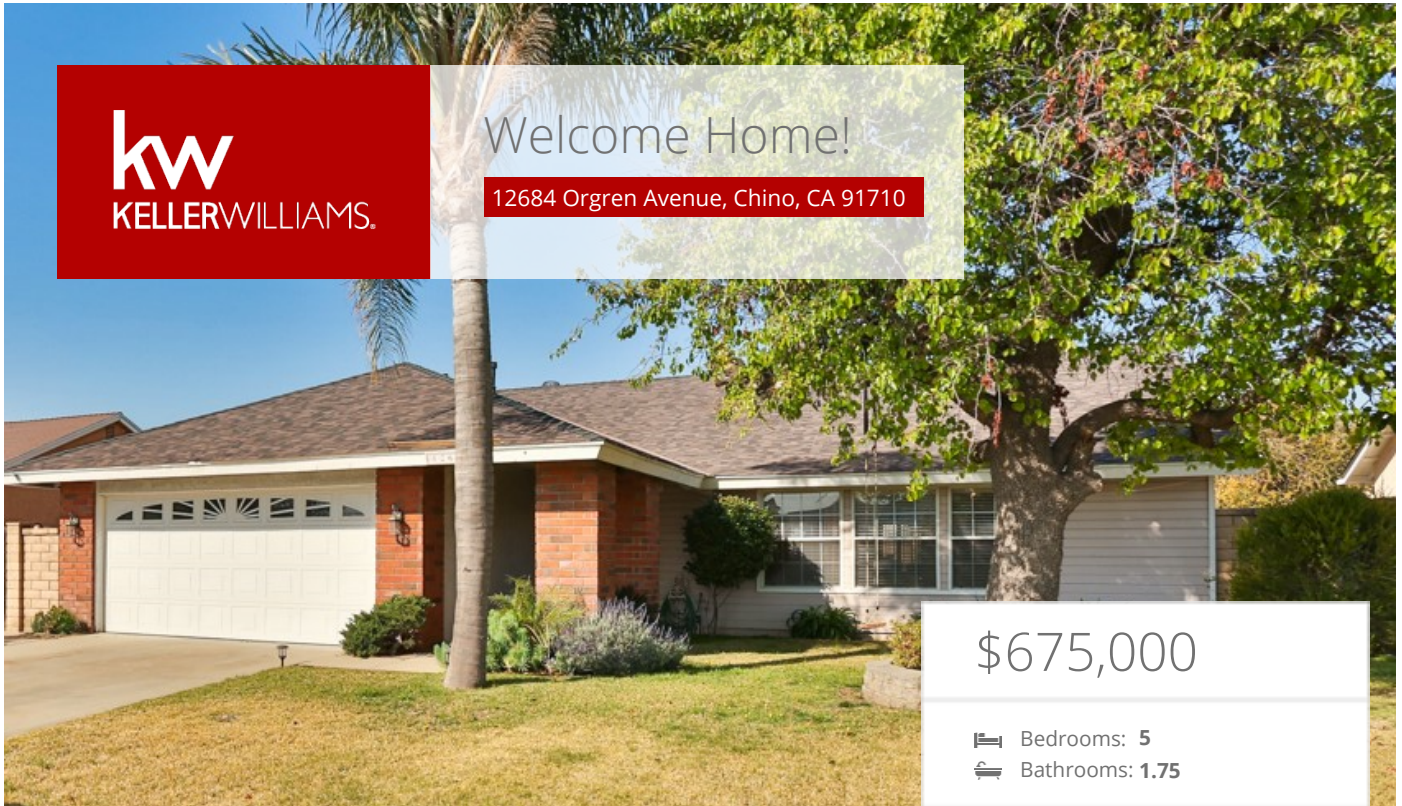 kw
KELLERWILLIAMS.
Welcome Home!
12684 Orgren Avenue, Chino, CA 91710
$675,000
Bedrooms: 5
Bathrooms: 1.75